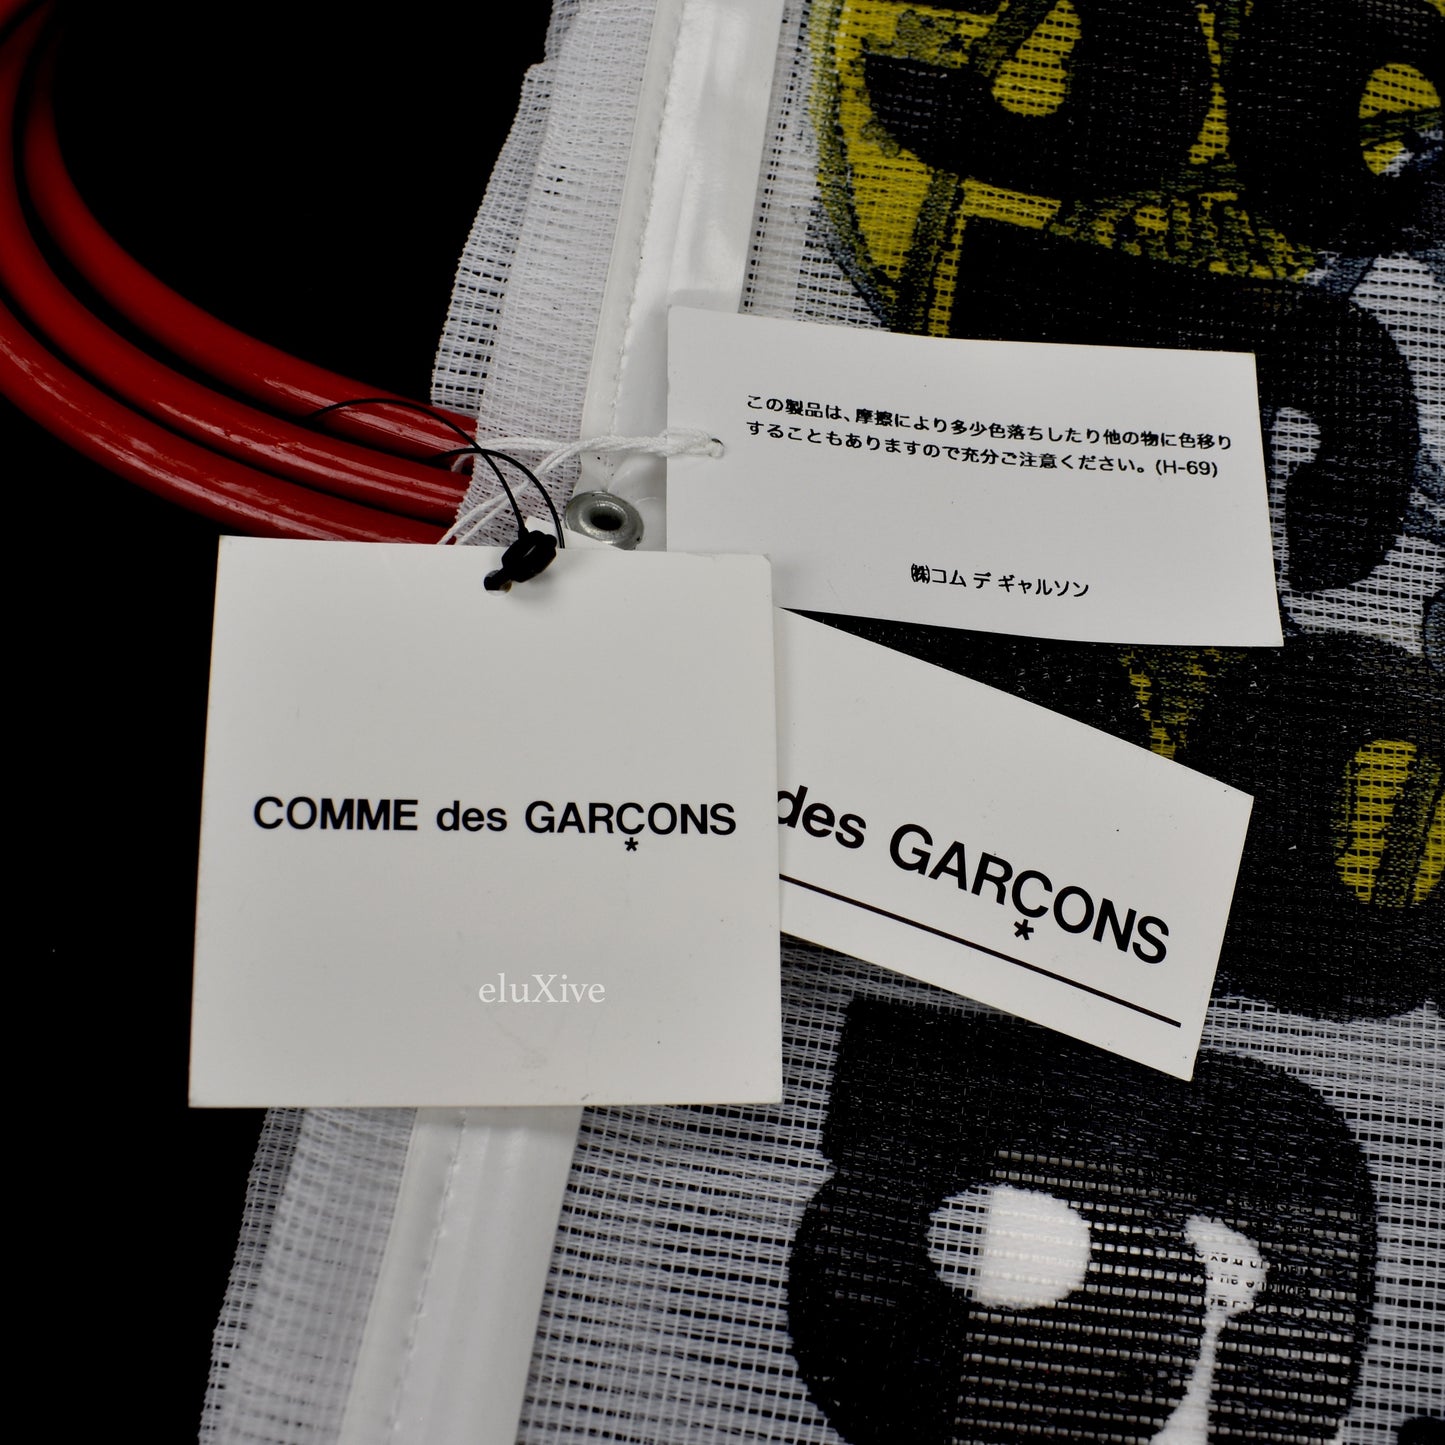 この製品は、摩擦により多少色落ちしたり他の物に色移り
することもありますので充分ご注意ください。(H-69)
㈱コム デ ギャルソン
COMME des GARÇONS
*
des GARÇONS
*
eluXive